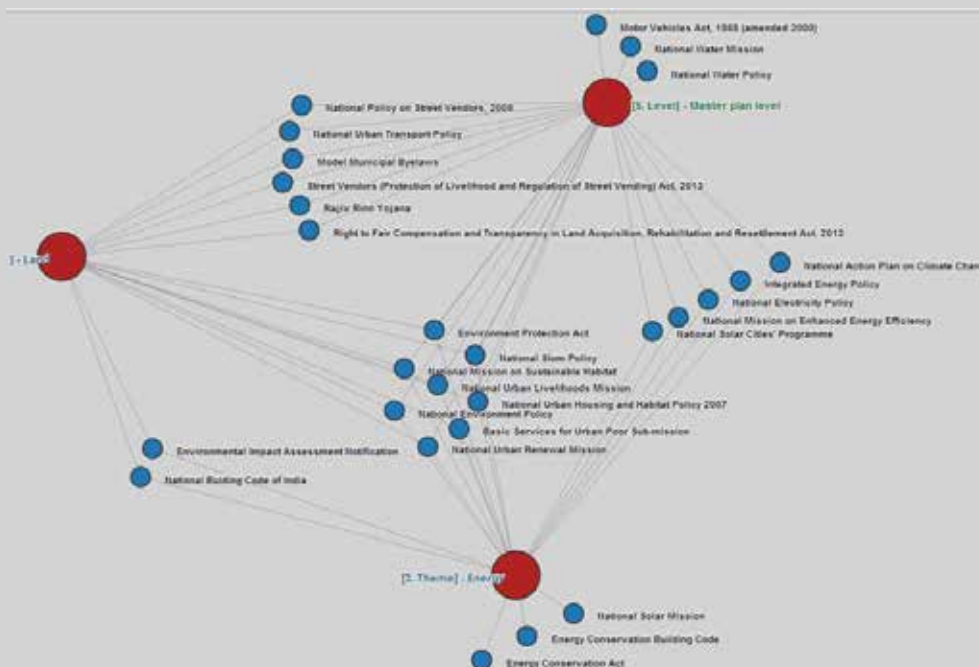 Motor Vehicles Act, 1988 (amended 2000)
National Water Mission
National Water Policy
[5. Level] - Master plan level
National Policy on Street Vendors, 2009
National Urban Transport Policy
Model Municipal Byelaws
Street Vendors (Protection of Livelihood and Regulation of Street Vending) Act, 2013
Rajiv Rinn Yojana
Right to Fair Compensation and Transparency in Land Acquisition, Rehabilitation and Resettlement Act, 2013
] - Land
National Action Plan on Climate Chan
Integrated Energy Policy
National Electricity Policy
National Mission on Enhanced Energy Efficiency
National Solar Cities' Programme
Environment Protection Act
National Slum Policy
National Mission on Sustainable Habitat
National Urban Livelihoods Mission
National Urban Housing and Habitat Policy 2007
National Environment Policy
Basic Services for Urban Poor Sub-mission
National Urban Renewal Mission
Environmental Impact Assessment Notification
National Building Code of India
[2. Theme] - Energy
National Solar Mission
Energy Conservation Building Code
Energy Conservation Act